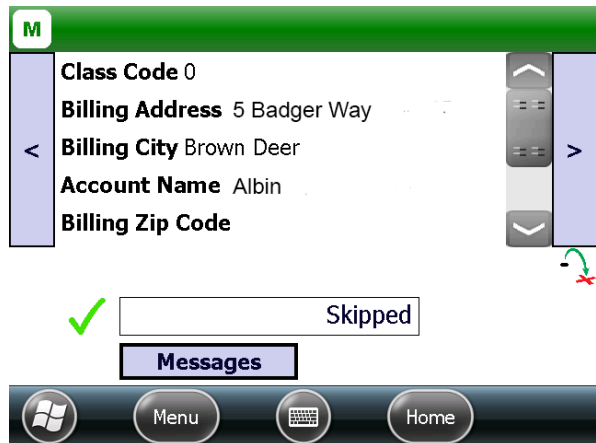 M
Class Code 0
Billing Address 5 Badger Way
< Billing City Brown Deer >
Account Name Albin
Billing Zip Code
Skipped
Messages
Menu Home